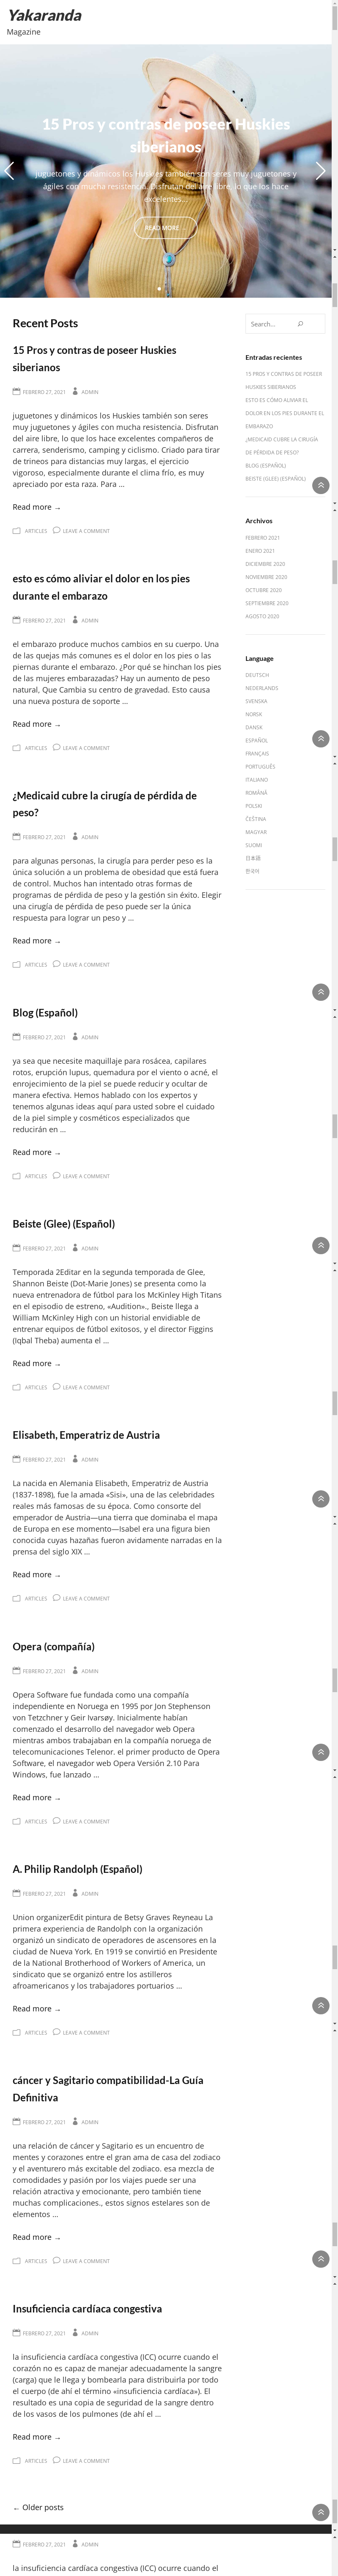 Yakaranda
Magazine
15 Pros y contras de poseer Huskies
siberianos
juguetones y dinámicos los Huskies también son seres muy juguetones y
ágiles con mucha resistencia. Disfrutan del aire libre, lo que los hace
excelentes…
READ MORE
Recent Posts
15 Pros y contras de poseer Huskies
siberianos
FEBRERO 27, 2021 ADMIN
juguetones y dinámicos los Huskies también son seres
muy juguetones y ágiles con mucha resistencia. Disfrutan
del aire libre, lo que los hace excelentes compañeros de
carrera, senderismo, camping y ciclismo. Criado para tirar
de trineos para distancias muy largas, el ejercicio
vigoroso, especialmente durante el clima frío, es muy
apreciado por esta raza. Para …
Read more →
ARTICLES LEAVE A COMMENT
esto es cómo aliviar el dolor en los pies
durante el embarazo
FEBRERO 27, 2021 ADMIN
el embarazo produce muchos cambios en su cuerpo. Una
de las quejas más comunes es el dolor en los pies o las
piernas durante el embarazo. ¿Por qué se hinchan los pies
de las mujeres embarazadas? Hay un aumento de peso
natural, Que Cambia su centro de gravedad. Esto causa
una nueva postura de soporte …
Read more →
ARTICLES LEAVE A COMMENT
¿Medicaid cubre la cirugía de pérdida de
peso?
FEBRERO 27, 2021 ADMIN
para algunas personas, la cirugía para perder peso es la
única solución a un problema de obesidad que está fuera
de control. Muchos han intentado otras formas de
programas de pérdida de peso y la gestión sin éxito. Elegir
una cirugía de pérdida de peso puede ser la única
respuesta para lograr un peso y …
Read more →
ARTICLES LEAVE A COMMENT
Blog (Español)
FEBRERO 27, 2021 ADMIN
ya sea que necesite maquillaje para rosácea, capilares
rotos, erupción lupus, quemadura por el viento o acné, el
enrojecimiento de la piel se puede reducir y ocultar de
manera efectiva. Hemos hablado con los expertos y
tenemos algunas ideas aquí para usted sobre el cuidado
de la piel simple y cosméticos especializados que
reducirán en …
Read more →
ARTICLES LEAVE A COMMENT
Beiste (Glee) (Español)
FEBRERO 27, 2021 ADMIN
Temporada 2Editar en la segunda temporada de Glee,
Shannon Beiste (Dot-Marie Jones) se presenta como la
nueva entrenadora de fútbol para los McKinley High Titans
en el episodio de estreno, «Audition»., Beiste llega a
William McKinley High con un historial envidiable de
entrenar equipos de fútbol exitosos, y el director Figgins
(Iqbal Theba) aumenta el …
Read more →
ARTICLES LEAVE A COMMENT
Elisabeth, Emperatriz de Austria
FEBRERO 27, 2021 ADMIN
La nacida en Alemania Elisabeth, Emperatriz de Austria
(1837-1898), fue la amada «Sisi», una de las celebridades
reales más famosas de su época. Como consorte del
emperador de Austria—una tierra que dominaba el mapa
de Europa en ese momento—Isabel era una figura bien
conocida cuyas hazañas fueron avidamente narradas en la
prensa del siglo XIX …
Read more →
ARTICLES LEAVE A COMMENT
Opera (compañía)
FEBRERO 27, 2021 ADMIN
Opera Software fue fundada como una compañía
independiente en Noruega en 1995 por Jon Stephenson
von Tetzchner y Geir Ivarsøy. Inicialmente habían
comenzado el desarrollo del navegador web Opera
mientras ambos trabajaban en la compañía noruega de
telecomunicaciones Telenor. el primer producto de Opera
Software, el navegador web Opera Versión 2.10 Para
Windows, fue lanzado …
Read more →
ARTICLES LEAVE A COMMENT
A. Philip Randolph (Español)
FEBRERO 27, 2021 ADMIN
Union organizerEdit pintura de Betsy Graves Reyneau La
primera experiencia de Randolph con la organización
organizó un sindicato de operadores de ascensores en la
ciudad de Nueva York. En 1919 se convirtió en Presidente
de la National Brotherhood of Workers of America, un
sindicato que se organizó entre los astilleros
afroamericanos y los trabajadores portuarios …
Read more →
ARTICLES LEAVE A COMMENT
cáncer y Sagitario compatibilidad-La Guía
Definitiva
FEBRERO 27, 2021 ADMIN
una relación de cáncer y Sagitario es un encuentro de
mentes y corazones entre el gran ama de casa del zodiaco
y el aventurero más excitable del zodiaco. esa mezcla de
comodidades y pasión por los viajes puede ser una
relación atractiva y emocionante, pero también tiene
muchas complicaciones., estos signos estelares son de
elementos …
Read more →
ARTICLES LEAVE A COMMENT
Insuficiencia cardíaca congestiva
FEBRERO 27, 2021 ADMIN
la insuficiencia cardíaca congestiva (ICC) ocurre cuando el
corazón no es capaz de manejar adecuadamente la sangre
(carga) que le llega y bombearla para distribuirla por todo
el cuerpo (de ahí el término «insuficiencia cardíaca»). El
resultado es una copia de seguridad de la sangre dentro
de los vasos de los pulmones (de ahí el …
Read more →
ARTICLES LEAVE A COMMENT
← Older posts
Search…
Entradas recientes
15 PROS Y CONTRAS DE POSEER
HUSKIES SIBERIANOS
ESTO ES CÓMO ALIVIAR EL
DOLOR EN LOS PIES DURANTE EL
EMBARAZO
¿MEDICAID CUBRE LA CIRUGÍA
DE PÉRDIDA DE PESO?
BLOG (ESPAÑOL)
BEISTE (GLEE) (ESPAÑOL)
Archivos
FEBRERO 2021
ENERO 2021
DICIEMBRE 2020
NOVIEMBRE 2020
OCTUBRE 2020
SEPTIEMBRE 2020
AGOSTO 2020
Language
DEUTSCH
NEDERLANDS
SVENSKA
NORSK
DANSK
ESPAÑOL
FRANÇAIS
PORTUGUÊS
ITALIANO
ROMÂNĂ
POLSKI
ČEŠTINA
MAGYAR
SUOMI
日本語
한국어
FEBRERO 27, 2021 ADMIN
la insuficiencia cardíaca congestiva (ICC) ocurre cuando el